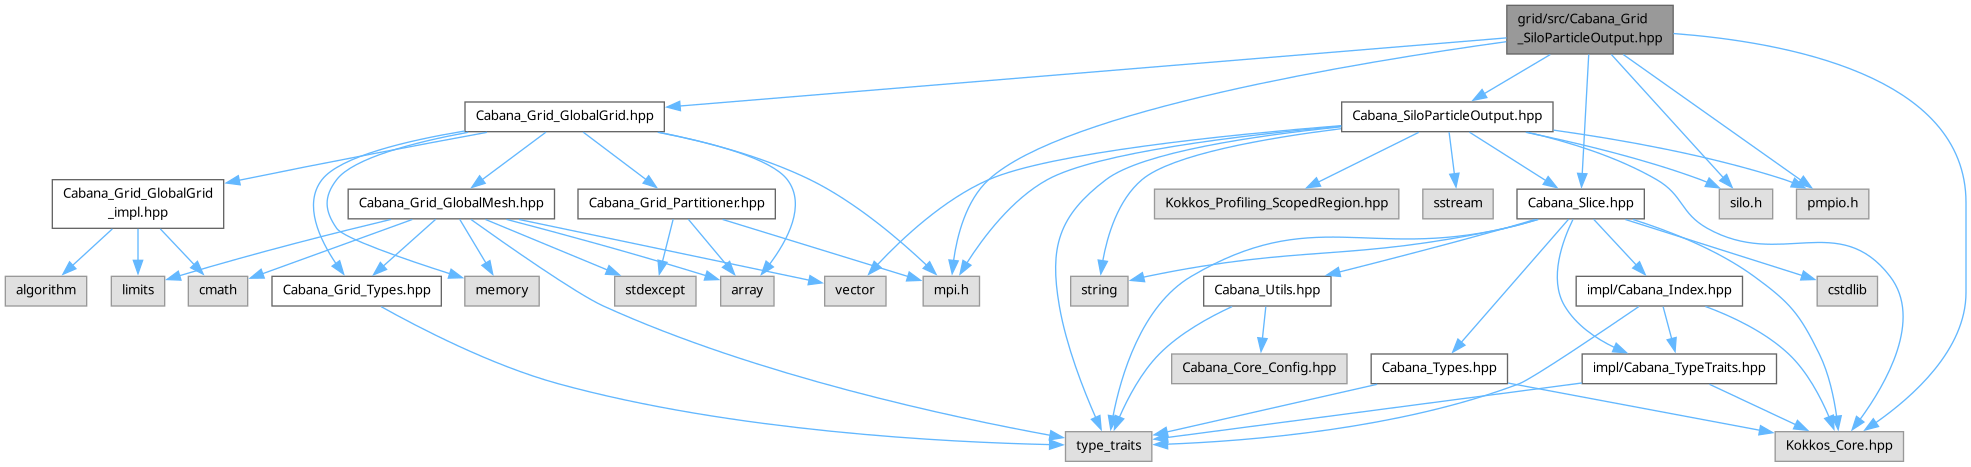 grid/src/Cabana_Grid
_SiloParticleOutput.hpp
Cabana_Grid_GlobalGrid.hpp
Cabana_SiloParticleOutput.hpp
Cabana_Grid_GlobalGrid
_impl.hpp
Cabana_Grid_GlobalMesh.hpp
Cabana_Grid_Partitioner.hpp
Kokkos_Profiling_ScopedRegion.hpp
sstream
Cabana_Slice.hpp
silo.h
pmpio.h
algorithm
limits
cmath
Cabana_Grid_Types.hpp
memory
stdexcept
array
vector
mpi.h
string
Cabana_Utils.hpp
impl/Cabana_Index.hpp
cstdlib
Cabana_Core_Config.hpp
Cabana_Types.hpp
impl/Cabana_TypeTraits.hpp
type_traits
Kokkos_Core.hpp